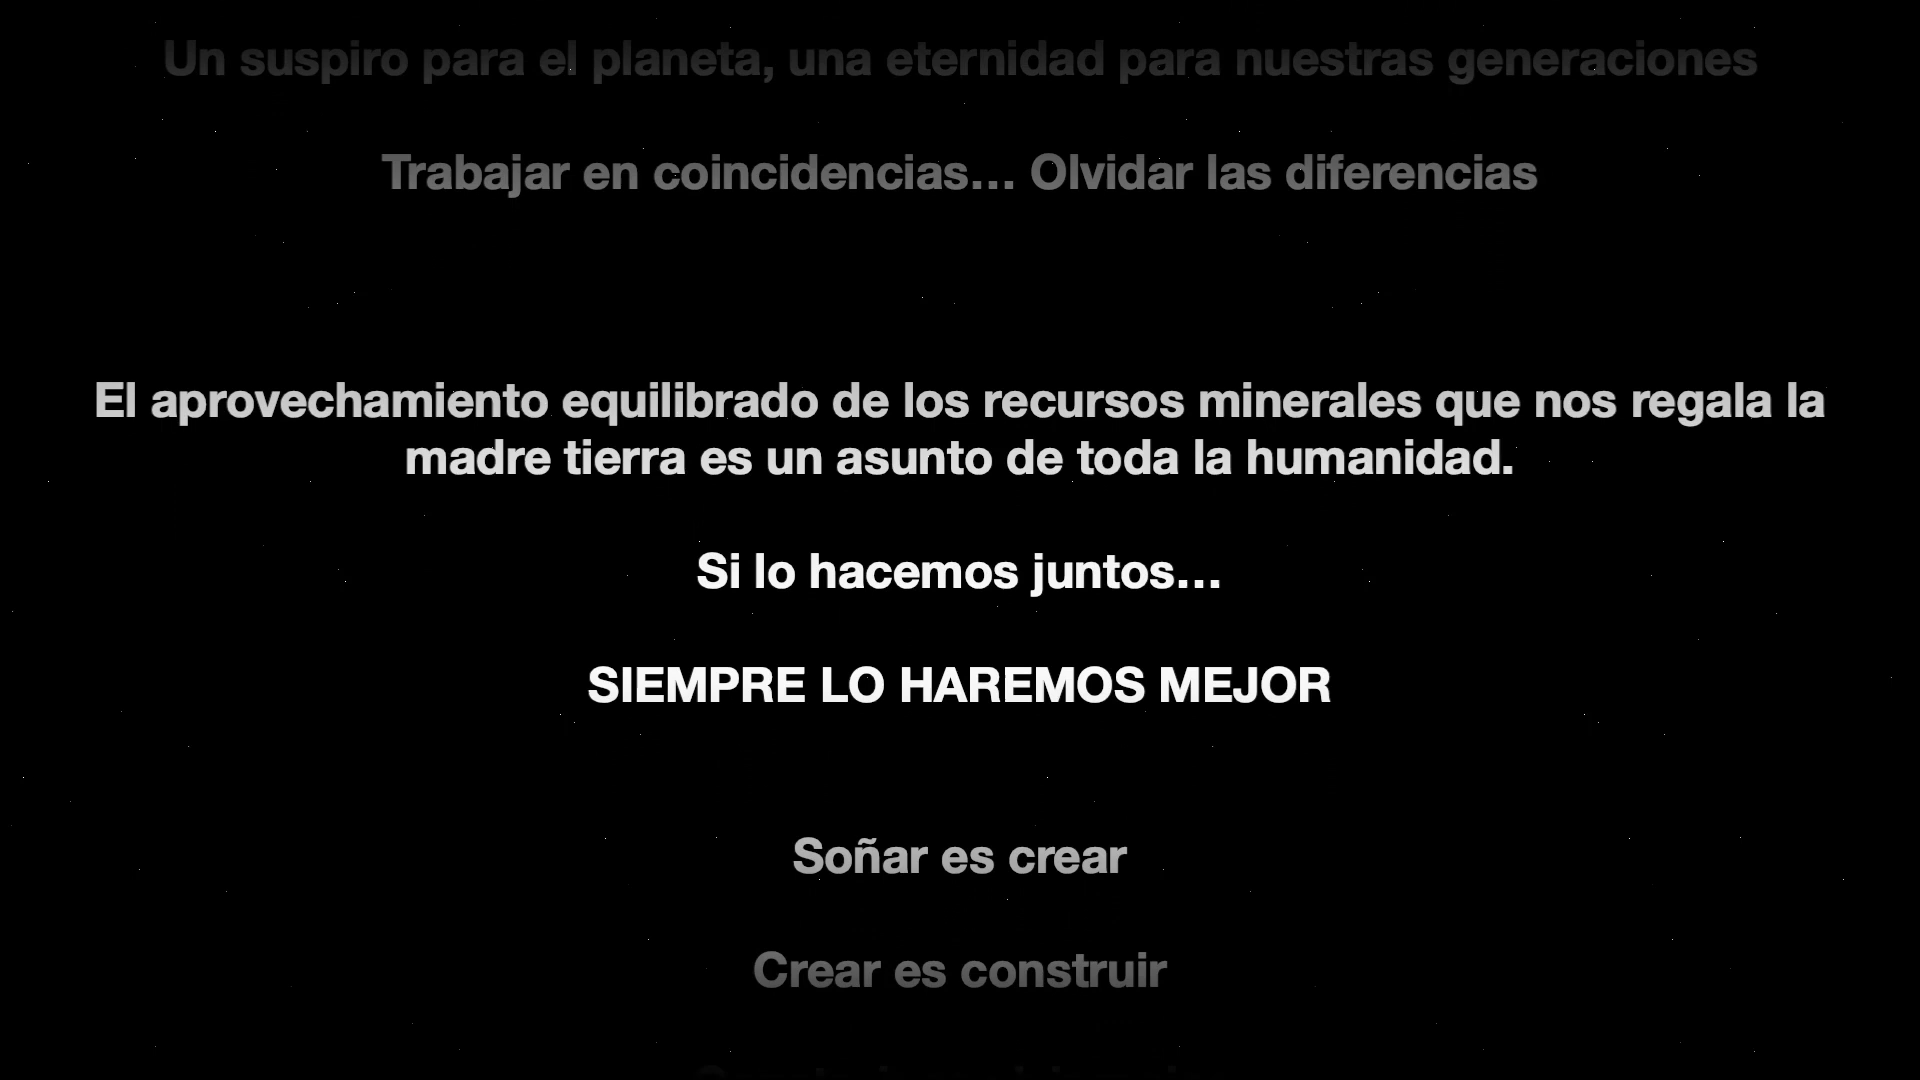 Un suspiro para el planeta, una eternidad para nuestras generaciones
Trabajar en coincidencias... Olvidar las diferencias
El aprovechamiento equilibrado de los recursos minerales que nos regala la
madre tierra es un asunto de toda la humanidad.
Si lo hacemos juntos...
SIEMPRE LO HAREMOS MEJOR
Soñar es crear
Crear es construir